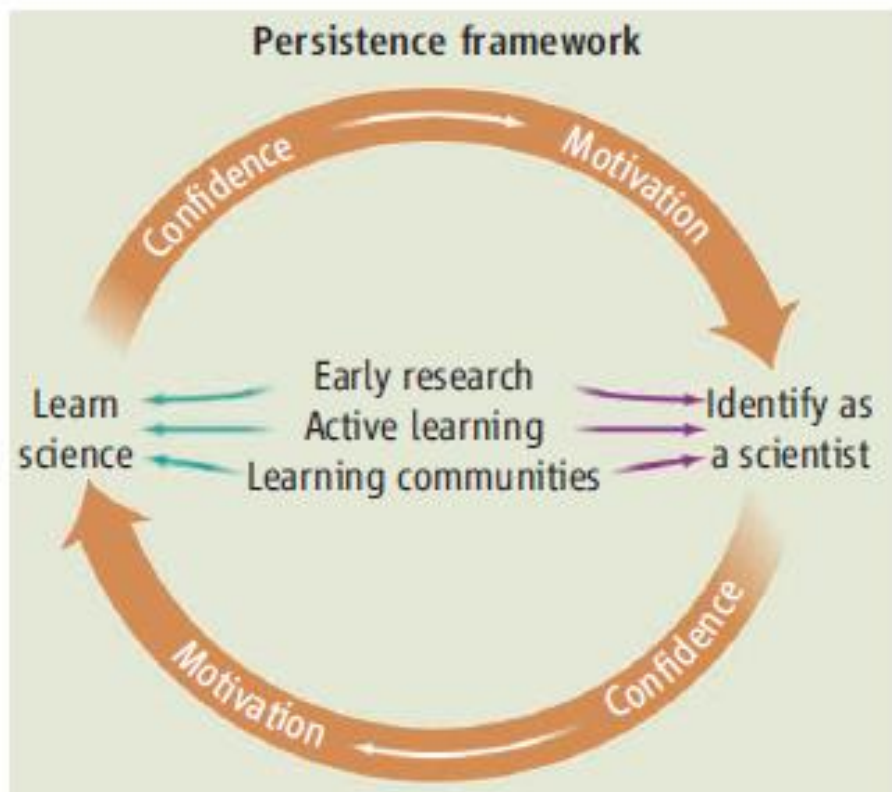 Persistence framework
Confidence
Motivation
Early research
Active learning
Learning communities
Learn
science
Identify as
a scientist
Motivation
Confidence